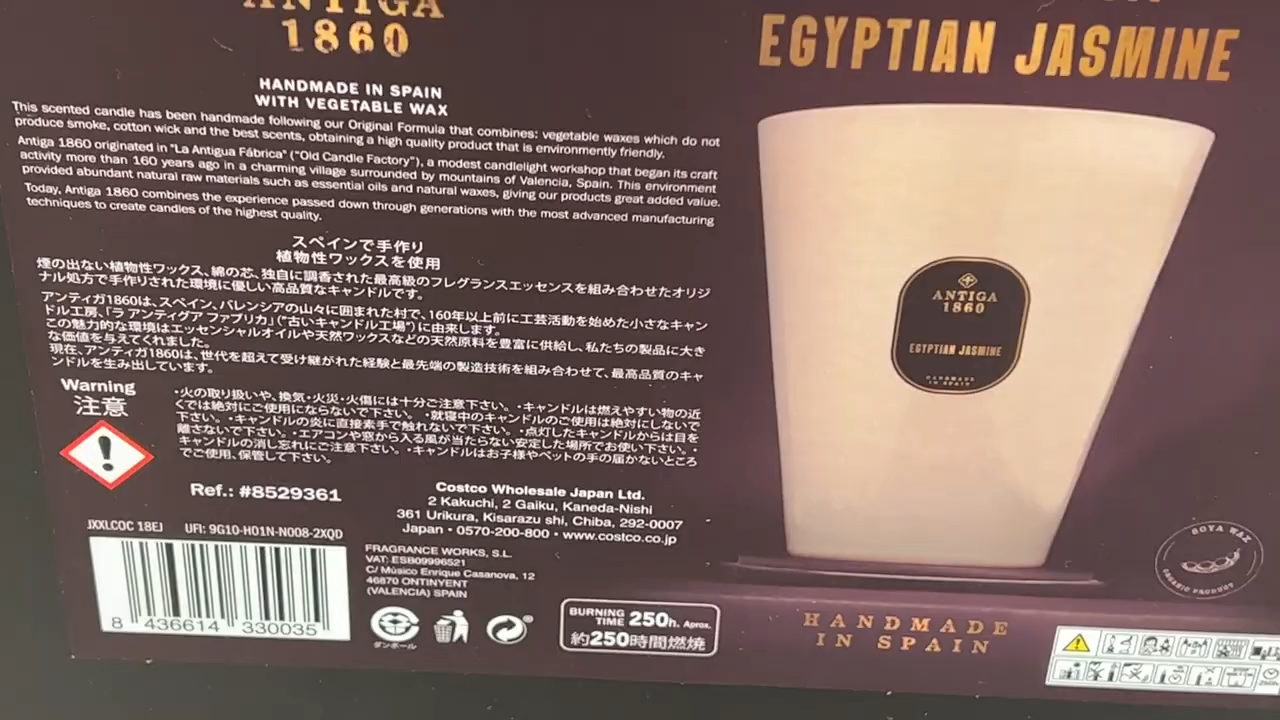 ANTIGA
1860
HANDMADE IN SPAIN
WITH VEGETABLE WAX
This scented candle has been handmade following our Original Formula that combines: vegetable waxes which do not
produce smoke, cotton wick and the best scents, obtaining a high quality product that is environmently friendly.
Antiga 1860 originated in "La Antigua Fábrica" ("Old Candle Factory"), a modest candlelight workshop that began its craft
activity more than 160 years ago in a charming village surrounded by mountains of Valencia, Spain. This environment
provided abundant natural raw materials such as essential oils and natural waxes, giving our products great added value.
Today, Antiga 1860 combines the experience passed down through generations with the most advanced manufacturing
techniques to create candles of the highest quality.
スペインで手作り
植物性ワックスを使用
煙の出ない植物性ワックス、綿の芯、独自に調香された最高級のフレグランスエッセンスを組み合わせたオリジ
ナル処方で手作りされた環境に優しい高品質なキャンドルです。
アンティガ1860は、スペイン、バレンシアの山々に囲まれた村で、160年以上前に工芸活動を始めた小さなキャン
ドル工房、「ラ アンティグア ファブリカ」("古いキャンドル工場")に由来します。
この魅力的な環境はエッセンシャルオイルや天然ワックスなどの天然原料を豊富に供給し、私たちの製品に大き
な価値を与えてくれました。
現在、アンティガ1860は、世代を超えて受け継がれた経験と最先端の製造技術を組み合わせて、最高品質のキャ
ンドルを生み出しています。
Warning
注意
・火の取り扱いや、換気・火災・火傷には十分ご注意下さい。・キャンドルは燃えやすい物の近
くでは絶対にご使用にならないで下さい。・就寝中のキャンドルのご使用は絶対にしないで
下さい。・キャンドルの炎に直接素手で触れないで下さい。・点灯したキャンドルからは目を
離さないで下さい。・エアコンや窓から入る風が当たらない安定した場所でお使い下さい。・
キャンドルの消し忘れにご注意下さい。・キャンドルはお子様やペットの手の届かないところ
でご使用、保管して下さい。
Ref.: #8529361
Costco Wholesale Japan Ltd.
2 Kakuchi, 2 Gaiku, Kaneda-Nishi
361 Urikura, Kisarazu shi, Chiba, 292-0007
Japan • 0570-200-800 • www.costco.co.jp
JXXLCOC 18EJ UFI: 9G10-H01N-N008-2XQD
8 436614 330035
FRAGRANCE WORKS, S.L.
VAT: ESB09996521
C/ Músico Enrique Casanova, 12
46870 ONTINYENT
(VALENCIA) SPAIN
ダンボール
BURNING
TIME 250h. Aprox.
約250時間燃焼
EGYPTIAN JASMINE
ANTIGA
1860
EGYPTIAN JASMINE
HANDMADE
IN SPAIN
SOYA WAX
ORGANIC PRODUCT
HANDMADE
IN SPAIN